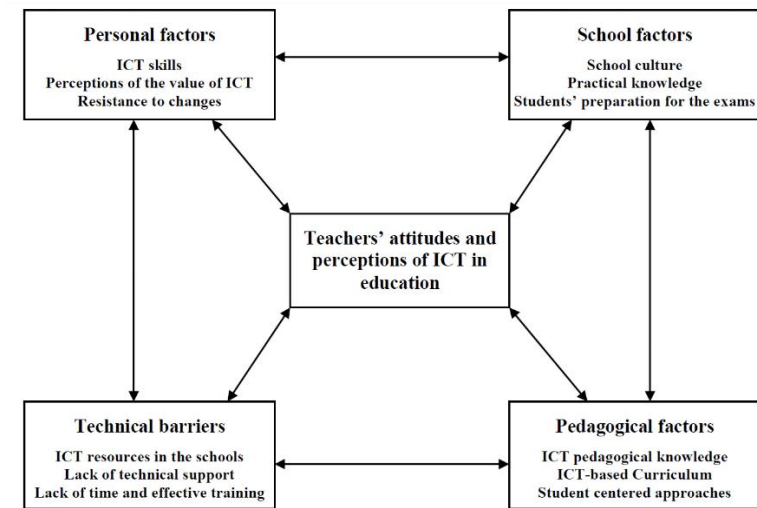 Personal factors
ICT skills
Perceptions of the value of ICT
Resistance to changes
School factors
School culture
Practical knowledge
Students’ preparation for the exams
Teachers’ attitudes and
perceptions of ICT in
education
Technical barriers
ICT resources in the schools
Lack of technical support
Lack of time and effective training
Pedagogical factors
ICT pedagogical knowledge
ICT-based Curriculum
Student centered approaches